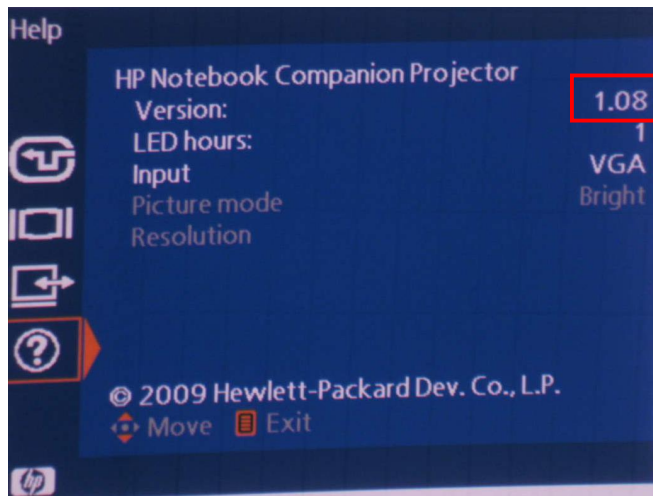 Help
HP Notebook Companion Projector
Version: 1.08
LED hours: 1
Input VGA
Picture mode Bright
Resolution
© 2009 Hewlett-Packard Dev. Co., L.P.
Move Exit
hp